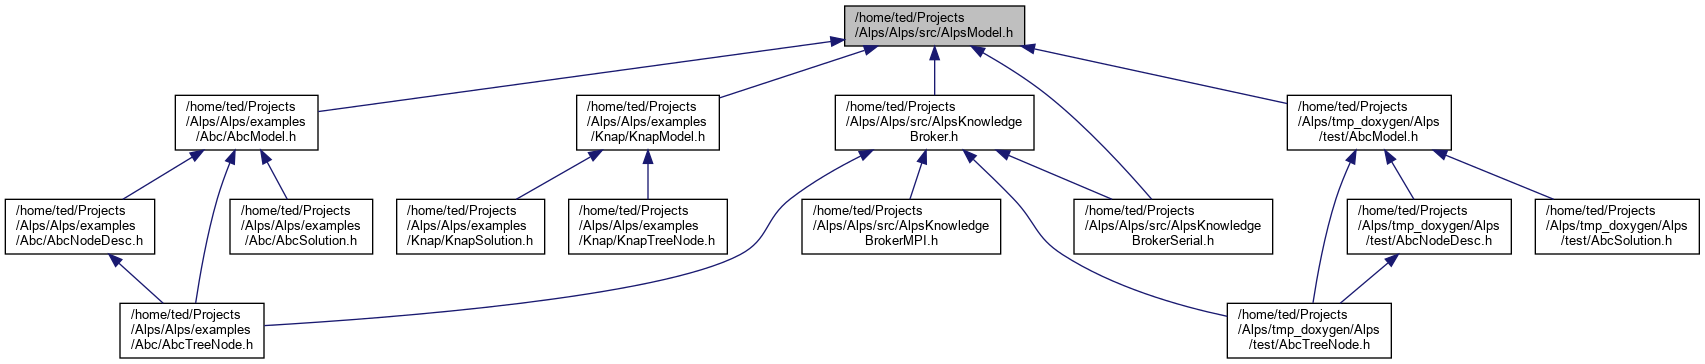 /home/ted/Projects
/Alps/Alps/src/AlpsModel.h
/home/ted/Projects
/Alps/Alps/examples
/Abc/AbcModel.h
/home/ted/Projects
/Alps/Alps/examples
/Knap/KnapModel.h
/home/ted/Projects
/Alps/Alps/src/AlpsKnowledge
Broker.h
/home/ted/Projects
/Alps/tmp_doxygen/Alps
/test/AbcModel.h
/home/ted/Projects
/Alps/Alps/examples
/Abc/AbcNodeDesc.h
/home/ted/Projects
/Alps/Alps/examples
/Abc/AbcSolution.h
/home/ted/Projects
/Alps/Alps/examples
/Knap/KnapSolution.h
/home/ted/Projects
/Alps/Alps/examples
/Knap/KnapTreeNode.h
/home/ted/Projects
/Alps/Alps/src/AlpsKnowledge
BrokerMPI.h
/home/ted/Projects
/Alps/Alps/src/AlpsKnowledge
BrokerSerial.h
/home/ted/Projects
/Alps/tmp_doxygen/Alps
/test/AbcNodeDesc.h
/home/ted/Projects
/Alps/tmp_doxygen/Alps
/test/AbcSolution.h
/home/ted/Projects
/Alps/Alps/examples
/Abc/AbcTreeNode.h
/home/ted/Projects
/Alps/tmp_doxygen/Alps
/test/AbcTreeNode.h